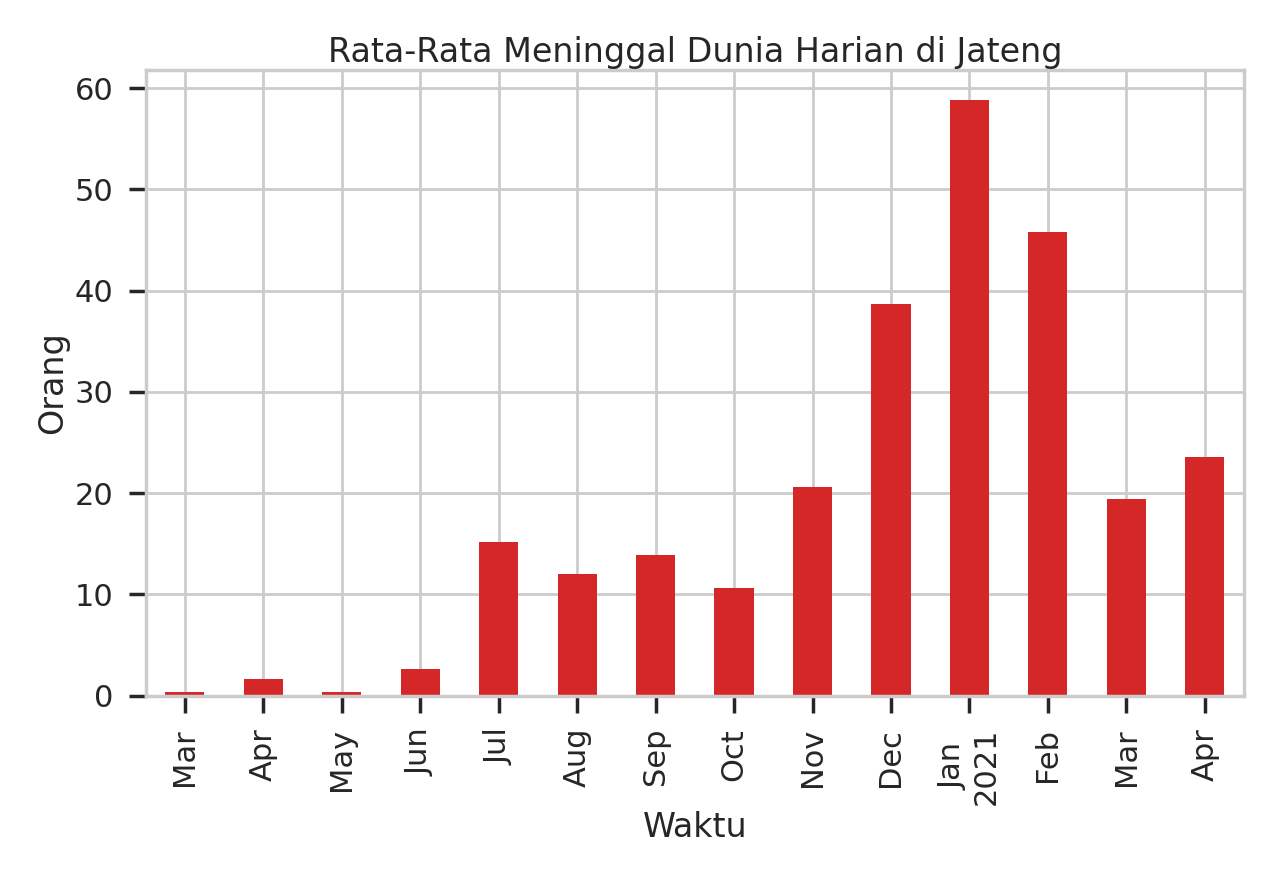 Rata-Rata Meninggal Dunia Harian di Jateng
60
50
40
30
20
10
0
Orang
Mar
Apr
May
Jun
Jul
Aug
Sep
Oct
Nov
Dec
Jan
2021
Feb
Mar
Apr
Waktu